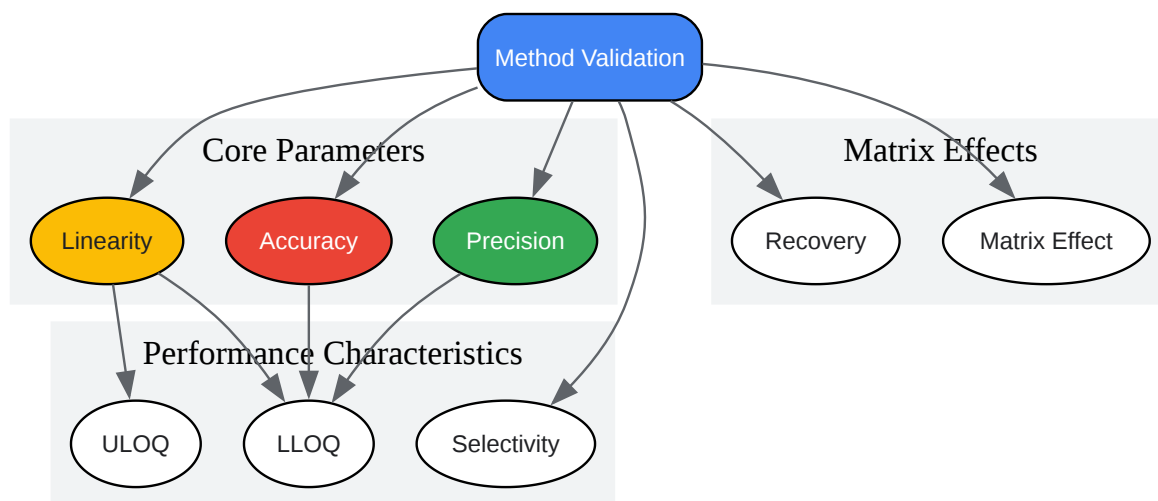 Method Validation
Core Parameters
Matrix Effects
Linearity
Accuracy
Precision
Recovery
Matrix Effect
Performance Characteristics
ULOQ
LLOQ
Selectivity